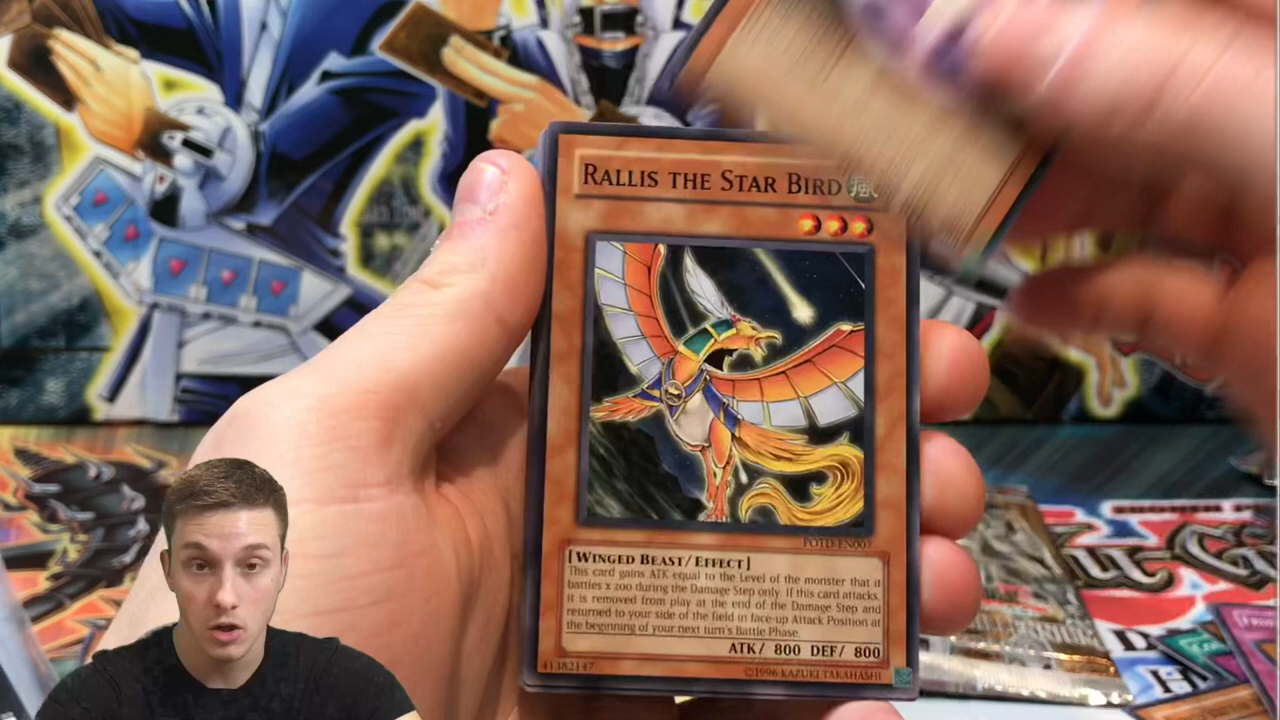 RALLIS THE STAR BIRD 風
POTD-EN007
[WINGED BEAST/EFFECT]
This card gains ATK equal to the Level of the monster that it
battles x 200 during the Damage Step only. If this card attacks,
it is removed from play at the end of the Damage Step and
returned to your side of the field in face-up Attack Position at
the beginning of your next turn's Battle Phase.
ATK/ 800 DEF/ 800
41382147
©1996 KAZUKI TAKAHASHI